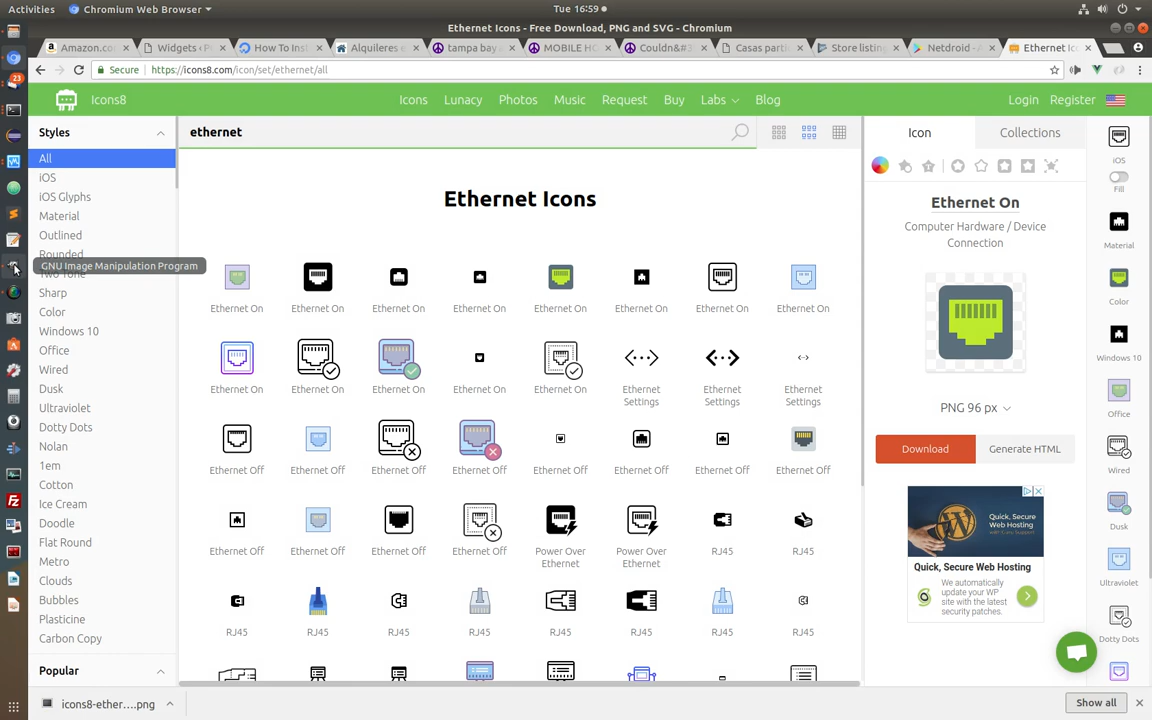 Activities
Chromium Web Browser
Tue 16:59
Ethernet Icons - Free Download, PNG and SVG - Chromium
Amazon.co
Widgets ‹ P
How To Inst
Alquileres e
tampa bay
MOBILE HO
Couldn&#3
Casas parti
Store listing
Netdroid - A
Ethernet Ic
Secure
https://icons8.com/icon/set/ethernet/all
23
Icons8
Icons
Lunacy
Photos
Music
Request
Buy
Labs
Blog
Login
Register
Styles
All
iOS
iOS Glyphs
Material
Outlined
Rounded
GNU Image Manipulation Program
Two Tone
Sharp
Color
Windows 10
Office
Wired
Dusk
Ultraviolet
Dotty Dots
Nolan
1em
Cotton
Ice Cream
Doodle
Flat Round
Metro
Clouds
Bubbles
Plasticine
Carbon Copy
Popular
ethernet
Ethernet Icons
Ethernet On
Ethernet On
Ethernet On
Ethernet On
Ethernet On
Ethernet On
Ethernet On
Ethernet On
Ethernet On
Ethernet On
Ethernet On
Ethernet On
Ethernet On
Ethernet
Settings
Ethernet
Settings
Ethernet
Settings
Ethernet Off
Ethernet Off
Ethernet Off
Ethernet Off
Ethernet Off
Ethernet Off
Ethernet Off
Ethernet Off
Ethernet Off
Ethernet Off
Ethernet Off
Ethernet Off
Power Over
Ethernet
Power Over
Ethernet
RJ45
RJ45
RJ45
RJ45
RJ45
RJ45
RJ45
RJ45
RJ45
RJ45
Icon
Collections
Ethernet On
Computer Hardware / Device
Connection
PNG 96 px
Download
Generate HTML
Quick, Secure
Web Hosting
Quick, Secure Web Hosting
We automatically
update your WP
site with the latest
security patches.
iOS
Fill
Material
Color
Windows 10
Office
Wired
Dusk
Ultraviolet
Dotty Dots
icons8-ether....png
Show all